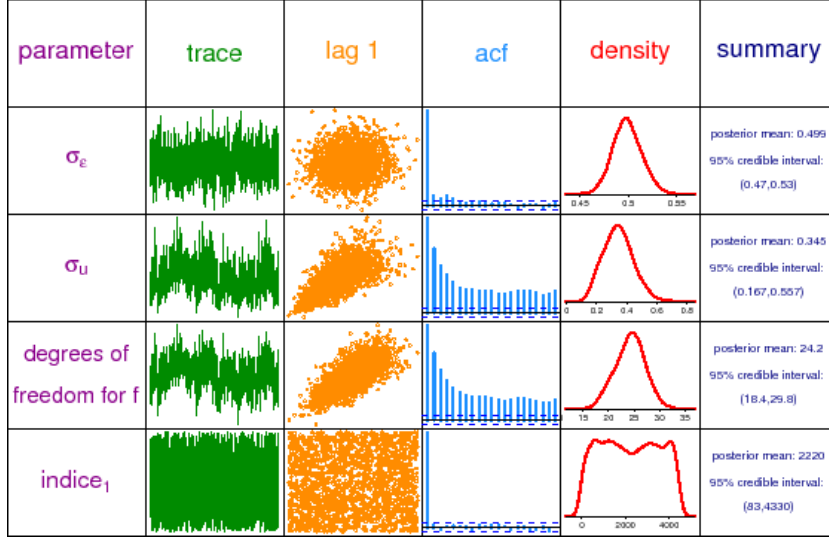 parameter trace lag 1 acf density summary
σε
posterior mean: 0.499
95% credible interval:
(0.47,0.53)
0.45 0.5 0.55
σu
posterior mean: 0.345
95% credible interval:
(0.167,0.557)
0 0.2 0.4 0.6 0.8
degrees of
freedom for f
posterior mean: 24.2
95% credible interval:
(18.4,29.8)
15 20 25 30 35
indice1
posterior mean: 2220
95% credible interval:
(83,4330)
0 2000 4000